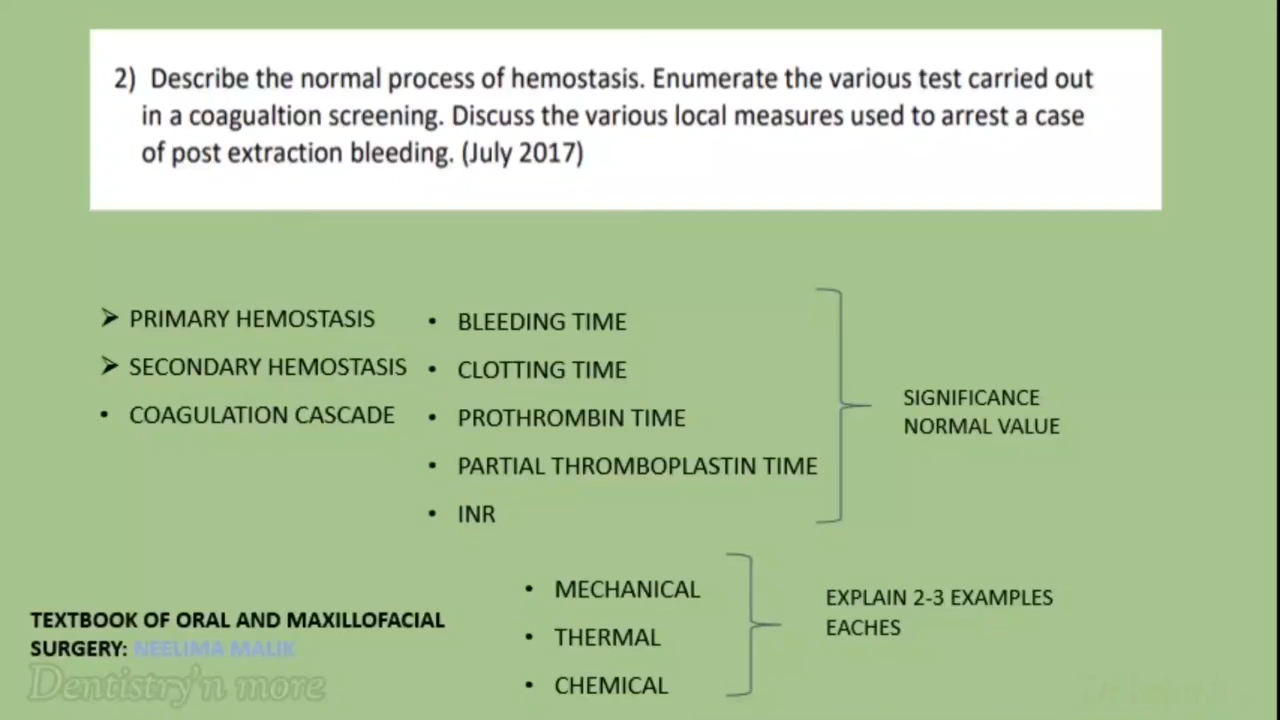 2) Describe the normal process of hemostasis. Enumerate the various test carried out
in a coagualtion screening. Discuss the various local measures used to arrest a case
of post extraction bleeding. (July 2017)
➢ PRIMARY HEMOSTASIS
➢ SECONDARY HEMOSTASIS
• COAGULATION CASCADE
• BLEEDING TIME
• CLOTTING TIME
• PROTHROMBIN TIME
• PARTIAL THROMBOPLASTIN TIME
• INR
SIGNIFICANCE
NORMAL VALUE
• MECHANICAL
• THERMAL
• CHEMICAL
EXPLAIN 2-3 EXAMPLES
EACHES
TEXTBOOK OF ORAL AND MAXILLOFACIAL
SURGERY: NEELIMA MALIK
Dentistry'n more